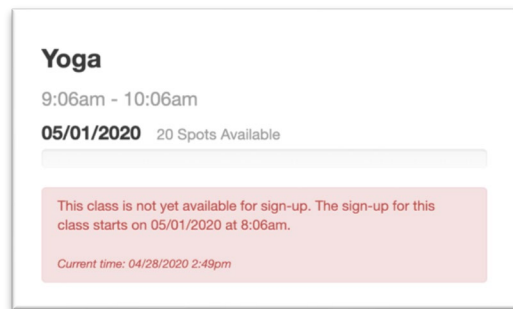 Yoga
9:06am - 10:06am
05/01/2020 20 Spots Available
This class is not yet available for sign-up. The sign-up for this
class starts on 05/01/2020 at 8:06am.
Current time: 04/28/2020 2:49pm